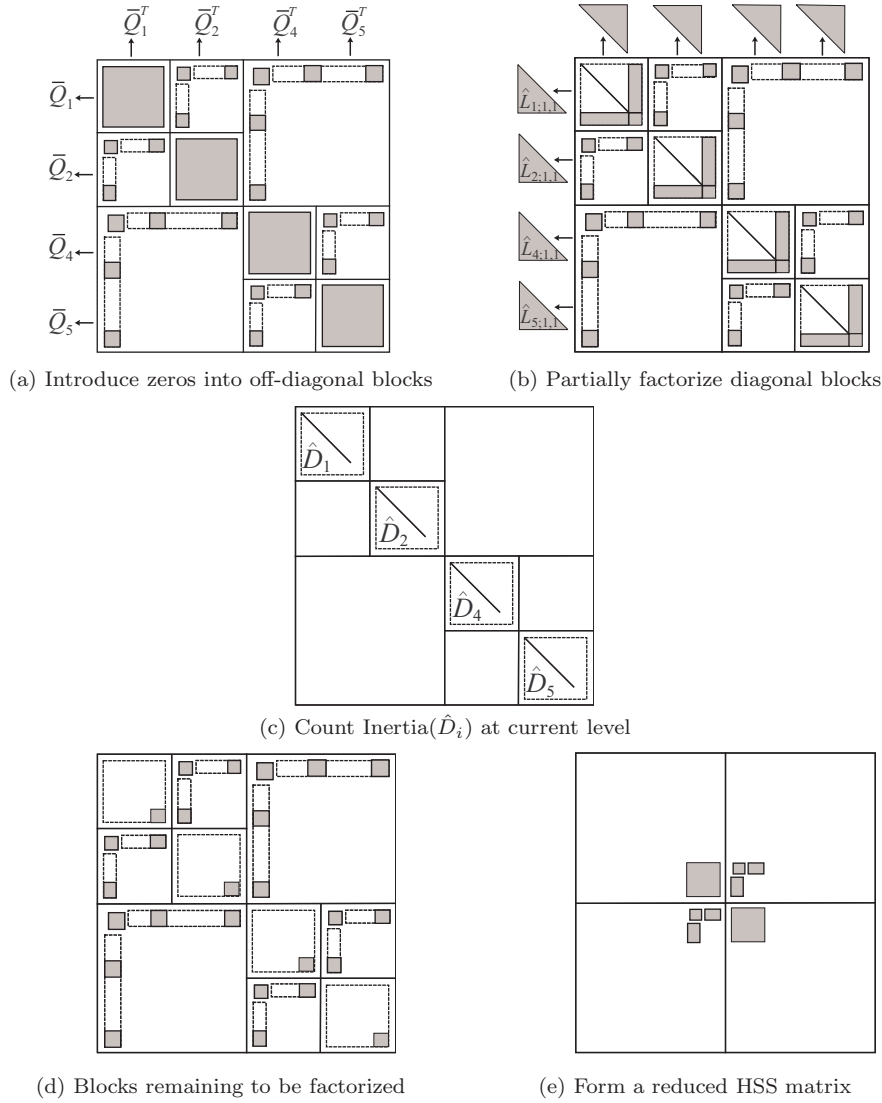 Q̅₁ᵀ Q̅₂ᵀ Q̅₄ᵀ Q̅₅ᵀ
Q̅₁
Q̅₂
Q̅₄
Q̅₅
(a) Introduce zeros into off-diagonal blocks
L̂₁;₁,₁
L̂₂;₁,₁
L̂₄;₁,₁
L̂₅;₁,₁
(b) Partially factorize diagonal blocks
D̂₁
D̂₂
D̂₄
D̂₅
(c) Count Inertia(D̂ᵢ) at current level
(d) Blocks remaining to be factorized
(e) Form a reduced HSS matrix